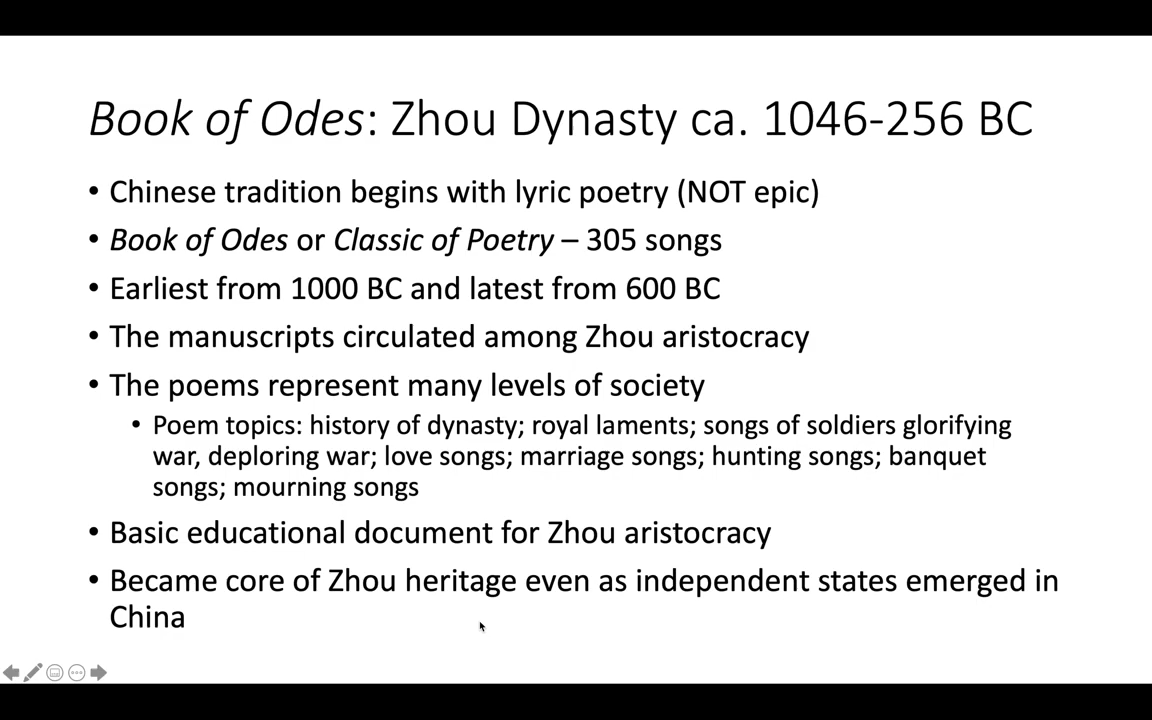 Book of Odes: Zhou Dynasty ca. 1046-256 BC
• Chinese tradition begins with lyric poetry (NOT epic)
• Book of Odes or Classic of Poetry – 305 songs
• Earliest from 1000 BC and latest from 600 BC
• The manuscripts circulated among Zhou aristocracy
• The poems represent many levels of society
• Poem topics: history of dynasty; royal laments; songs of soldiers glorifying
war, deploring war; love songs; marriage songs; hunting songs; banquet
songs; mourning songs
• Basic educational document for Zhou aristocracy
• Became core of Zhou heritage even as independent states emerged in
China